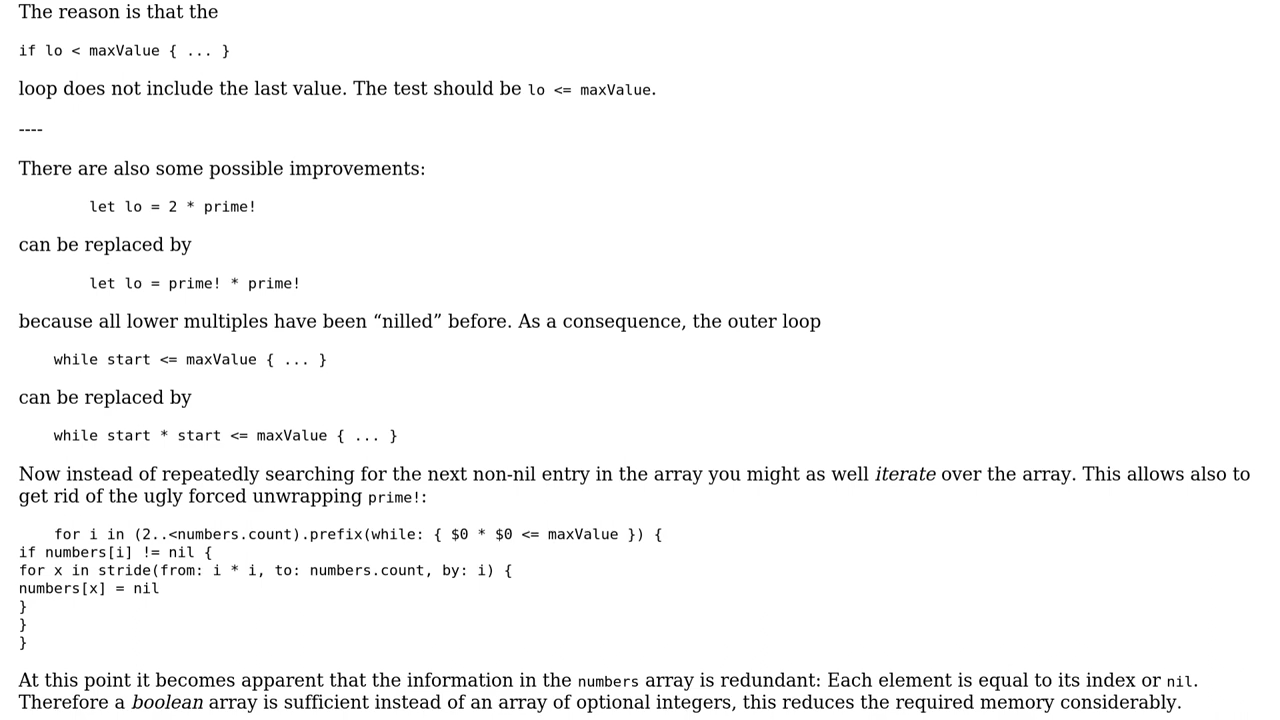 The reason is that the
if lo < maxValue { ... }
loop does not include the last value. The test should be lo <= maxValue.
----
There are also some possible improvements:
let lo = 2 * prime!
can be replaced by
let lo = prime! * prime!
because all lower multiples have been “nilled” before. As a consequence, the outer loop
while start <= maxValue { ... }
can be replaced by
while start * start <= maxValue { ... }
Now instead of repeatedly searching for the next non-nil entry in the array you might as well iterate over the array. This allows also to
get rid of the ugly forced unwrapping prime!:
for i in (2..<numbers.count).prefix(while: { $0 * $0 <= maxValue }) {
if numbers[i] != nil {
for x in stride(from: i * i, to: numbers.count, by: i) {
numbers[x] = nil
}
}
}
At this point it becomes apparent that the information in the numbers array is redundant: Each element is equal to its index or nil.
Therefore a boolean array is sufficient instead of an array of optional integers, this reduces the required memory considerably.